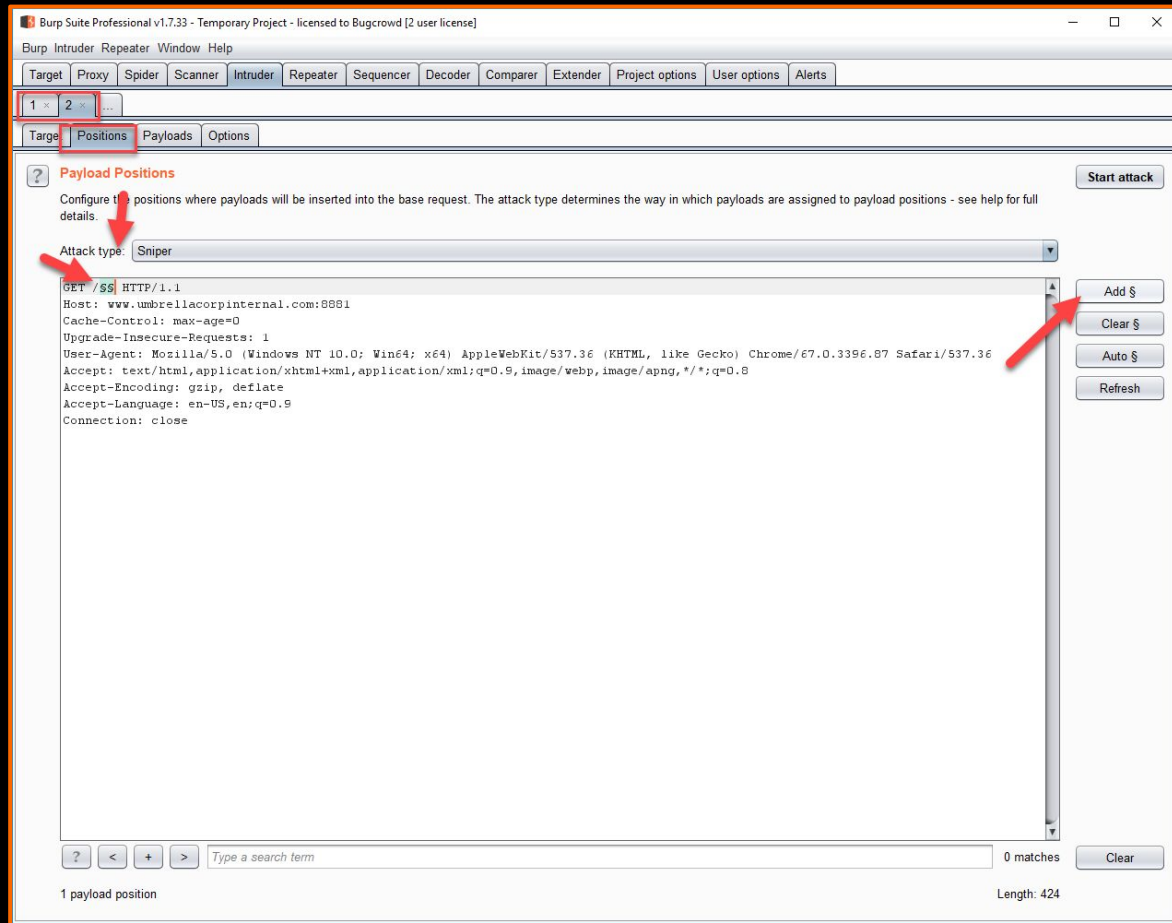 Burp Suite Professional v1.7.33 - Temporary Project - licensed to Bugcrowd [2 user license]
Burp Intruder Repeater Window Help
Target Proxy Spider Scanner Intruder Repeater Sequencer Decoder Comparer Extender Project options User options Alerts
1 × 2 × ...
Targe Positions Payloads Options
? Payload Positions
Start attack
Configure the positions where payloads will be inserted into the base request. The attack type determines the way in which payloads are assigned to payload positions - see help for full
details.
Attack type: Sniper
GET /§§ HTTP/1.1
Host: www.umbrellacorpinternal.com:8881
Cache-Control: max-age=0
Upgrade-Insecure-Requests: 1
User-Agent: Mozilla/5.0 (Windows NT 10.0; Win64; x64) AppleWebKit/537.36 (KHTML, like Gecko) Chrome/67.0.3396.87 Safari/537.36
Accept: text/html,application/xhtml+xml,application/xml;q=0.9,image/webp,image/apng,*/*;q=0.8
Accept-Encoding: gzip, deflate
Accept-Language: en-US,en;q=0.9
Connection: close
Add §
Clear §
Auto §
Refresh
? < + > Type a search term
0 matches
Clear
1 payload position
Length: 424